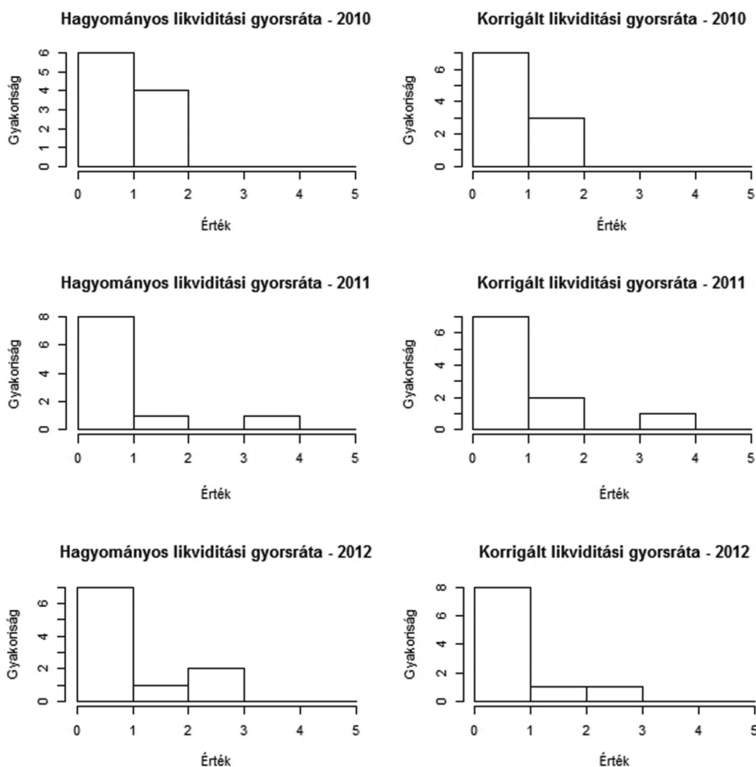 Hagyományos likviditási gyorsráta - 2010
Gyakoriság
0 1 2 3 4 5 6
0 1 2 3 4 5
Érték
Korrigált likviditási gyorsráta - 2010
Gyakoriság
0 2 4 6
0 1 2 3 4 5
Érték
Hagyományos likviditási gyorsráta - 2011
Gyakoriság
0 2 4 6 8
0 1 2 3 4 5
Érték
Korrigált likviditási gyorsráta - 2011
Gyakoriság
0 2 4 6
0 1 2 3 4 5
Érték
Hagyományos likviditási gyorsráta - 2012
Gyakoriság
0 2 4 6
0 1 2 3 4 5
Érték
Korrigált likviditási gyorsráta - 2012
Gyakoriság
0 2 4 6 8
0 1 2 3 4 5
Érték